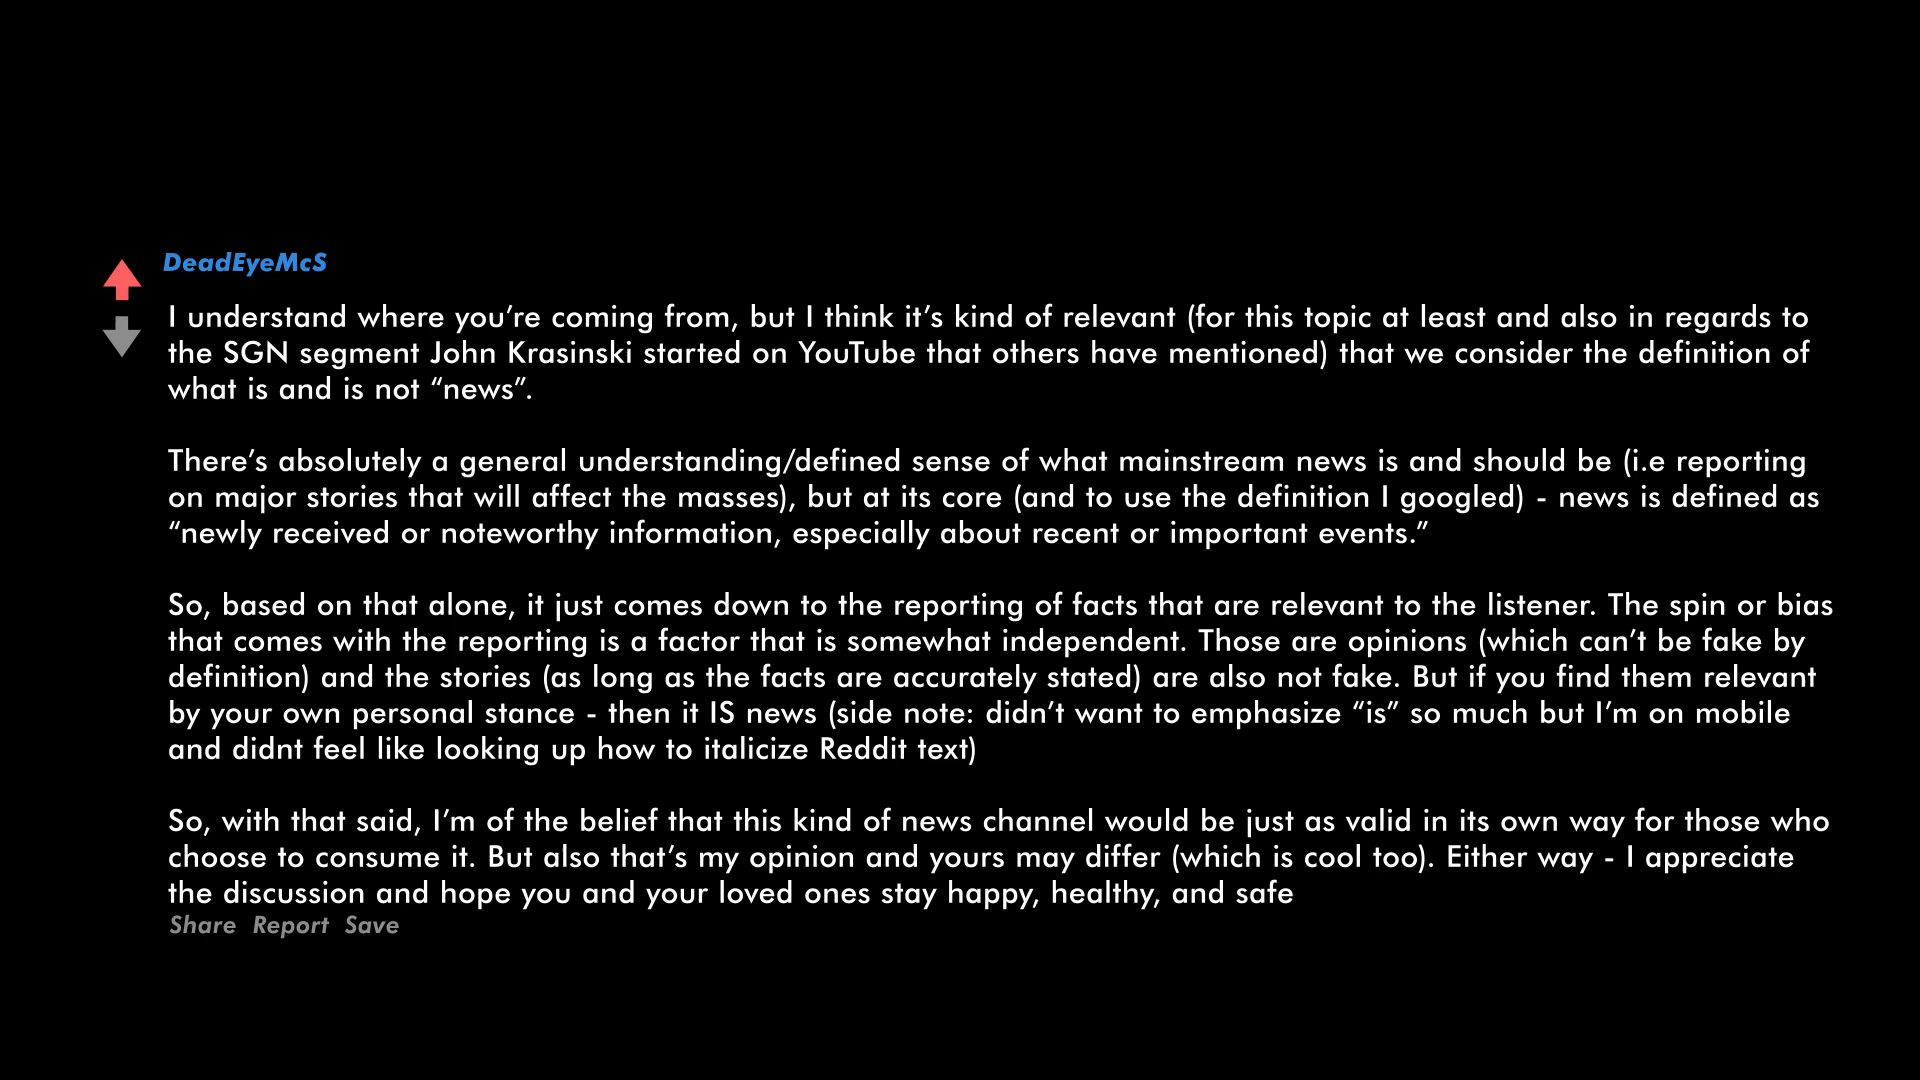 DeadEyeMcS
I understand where you’re coming from, but I think it’s kind of relevant (for this topic at least and also in regards to
the SGN segment John Krasinski started on YouTube that others have mentioned) that we consider the definition of
what is and is not “news”.
There’s absolutely a general understanding/defined sense of what mainstream news is and should be (i.e reporting
on major stories that will affect the masses), but at its core (and to use the definition I googled) - news is defined as
“newly received or noteworthy information, especially about recent or important events.”
So, based on that alone, it just comes down to the reporting of facts that are relevant to the listener. The spin or bias
that comes with the reporting is a factor that is somewhat independent. Those are opinions (which can’t be fake by
definition) and the stories (as long as the facts are accurately stated) are also not fake. But if you find them relevant
by your own personal stance - then it IS news (side note: didn’t want to emphasize “is” so much but I’m on mobile
and didnt feel like looking up how to italicize Reddit text)
So, with that said, I’m of the belief that this kind of news channel would be just as valid in its own way for those who
choose to consume it. But also that’s my opinion and yours may differ (which is cool too). Either way - I appreciate
the discussion and hope you and your loved ones stay happy, healthy, and safe
Share Report Save